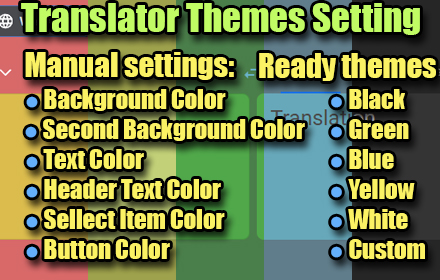 Translator Themes Setting
Manual settings:
Background Color
Second Background Color
Text Color
Header Text Color
Sellect Item Color
Button Color
Ready themes
Translation
Black
Green
Blue
Yellow
White
Custom